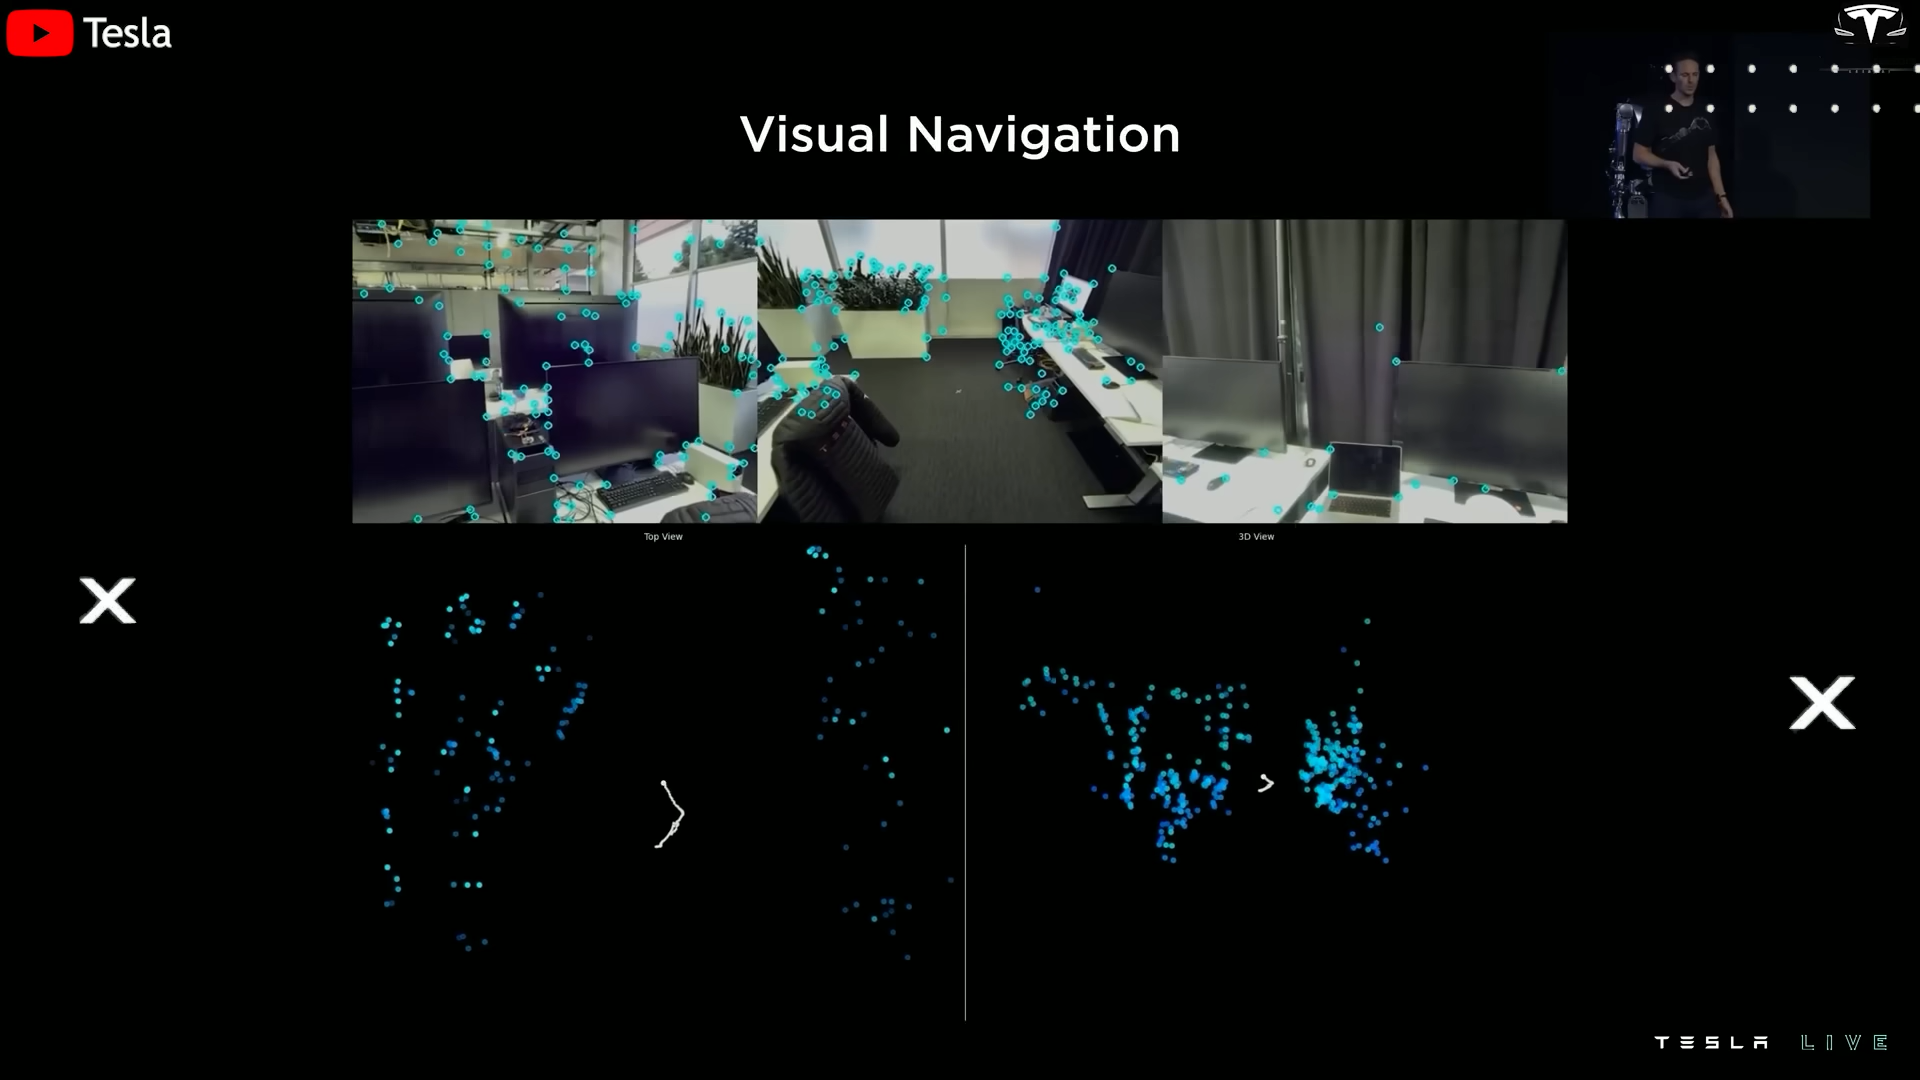 Tesla
Visual Navigation
Top View
3D View
TESLA LIVE